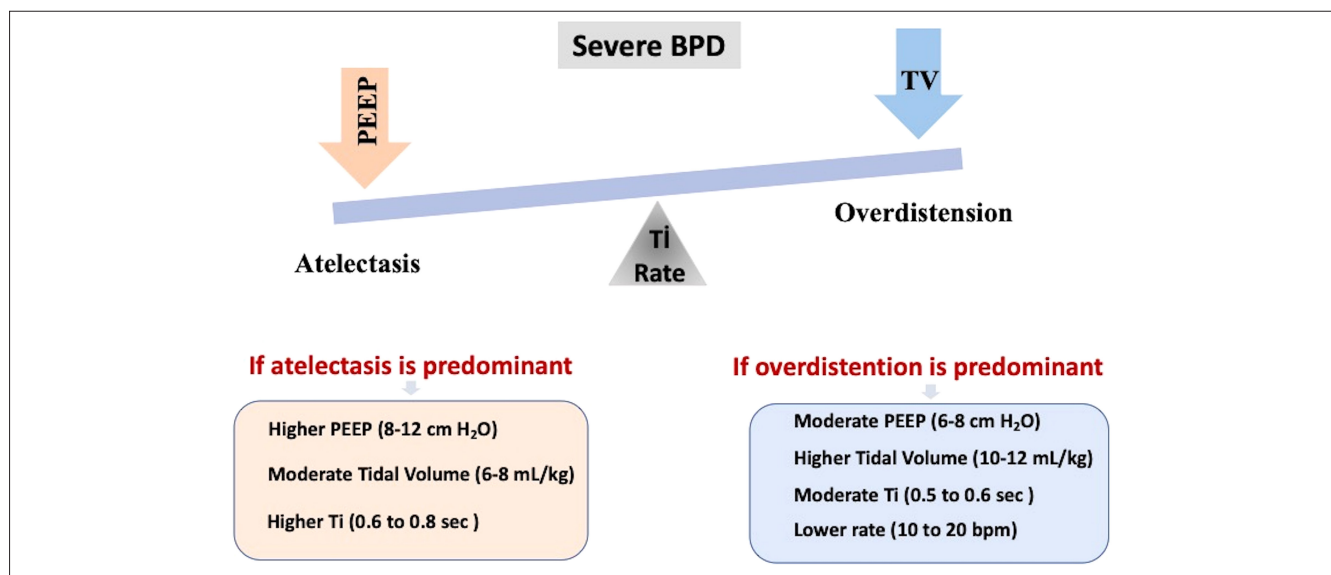 Severe BPD
PEEP
TV
Overdistension
Atelectasis
Tİ
Rate
If atelectasis is predominant
Higher PEEP (8-12 cm H₂O)
Moderate Tidal Volume (6-8 mL/kg)
Higher Ti (0.6 to 0.8 sec )
If overdistention is predominant
Moderate PEEP (6-8 cm H₂O)
Higher Tidal Volume (10-12 mL/kg)
Moderate Ti (0.5 to 0.6 sec )
Lower rate (10 to 20 bpm)